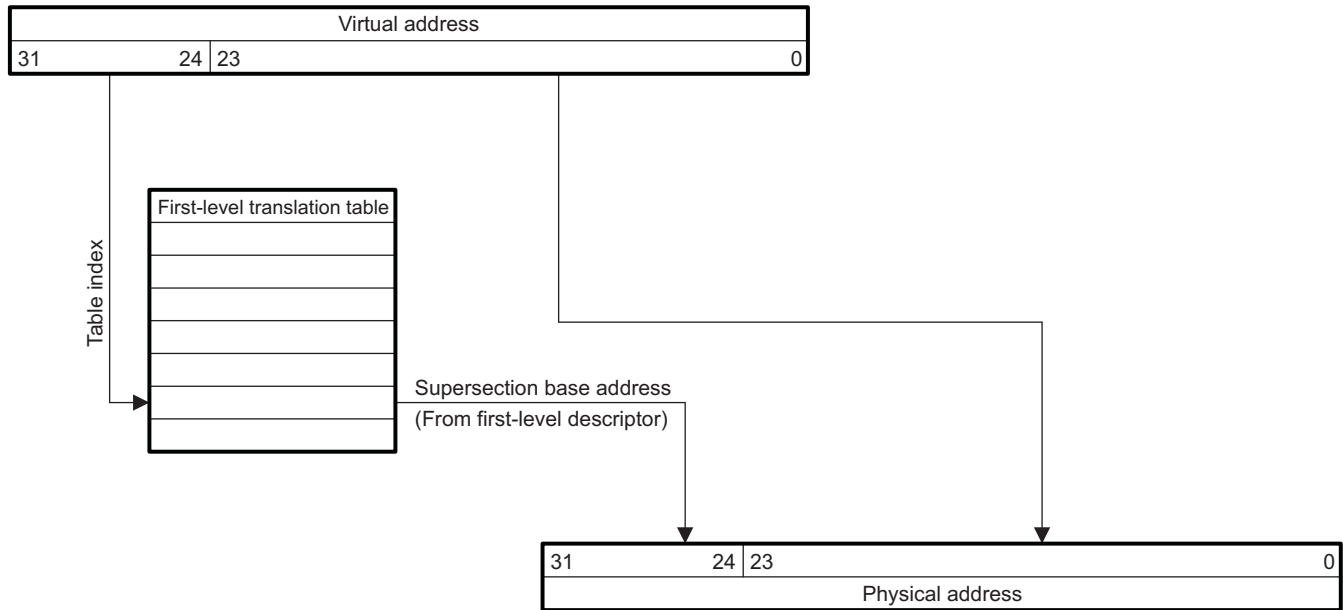 Virtual address
31 24 23 0
First-level translation table
Table index
Supersection base address
(From first-level descriptor)
31 24 23 0
Physical address